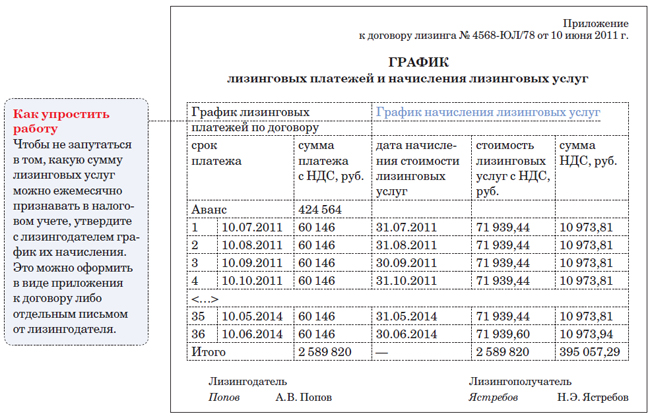 Приложение
к договору лизинга № 4568-ЮЛ/78 от 10 июня 2011 г.
ГРАФИК
лизинговых платежей и начисления лизинговых услуг
Как упростить
работу
Чтобы не запутаться
в том, какую сумму
лизинговых услуг
можно ежемесячно
признавать в налого-
вом учете, утвердите
с лизингодателем гра-
фик их начисления.
Это можно оформить
в виде приложения
к договору либо
отдельным письмом
от лизингодателя.
График лизинговых
платежей по договору
График начисления лизинговых услуг
срок
платежа
сумма
платежа
с НДС, руб.
дата начисле-
ния стоимости
лизинговых
услуг
стоимость
лизинговых
услуг с НДС,
руб.
сумма
НДС, руб.
Аванс 424 564
1 10.07.2011 60 146 31.07.2011 71 939,44 10 973,81
2 10.08.2011 60 146 31.08.2011 71 939,44 10 973,81
3 10.09.2011 60 146 30.09.2011 71 939,44 10 973,81
4 10.10.2011 60 146 31.10.2011 71 939,44 10 973,81
<...>
35 10.05.2014 60 146 31.05.2014 71 939,44 10 973,81
36 10.06.2014 60 146 30.06.2014 71 939,60 10 973,94
Итого 2 589 820 — 2 589 820 395 057,29
Лизингодатель Лизингополучатель
Попов А.В. Попов Ястребов Н.Э. Ястребов